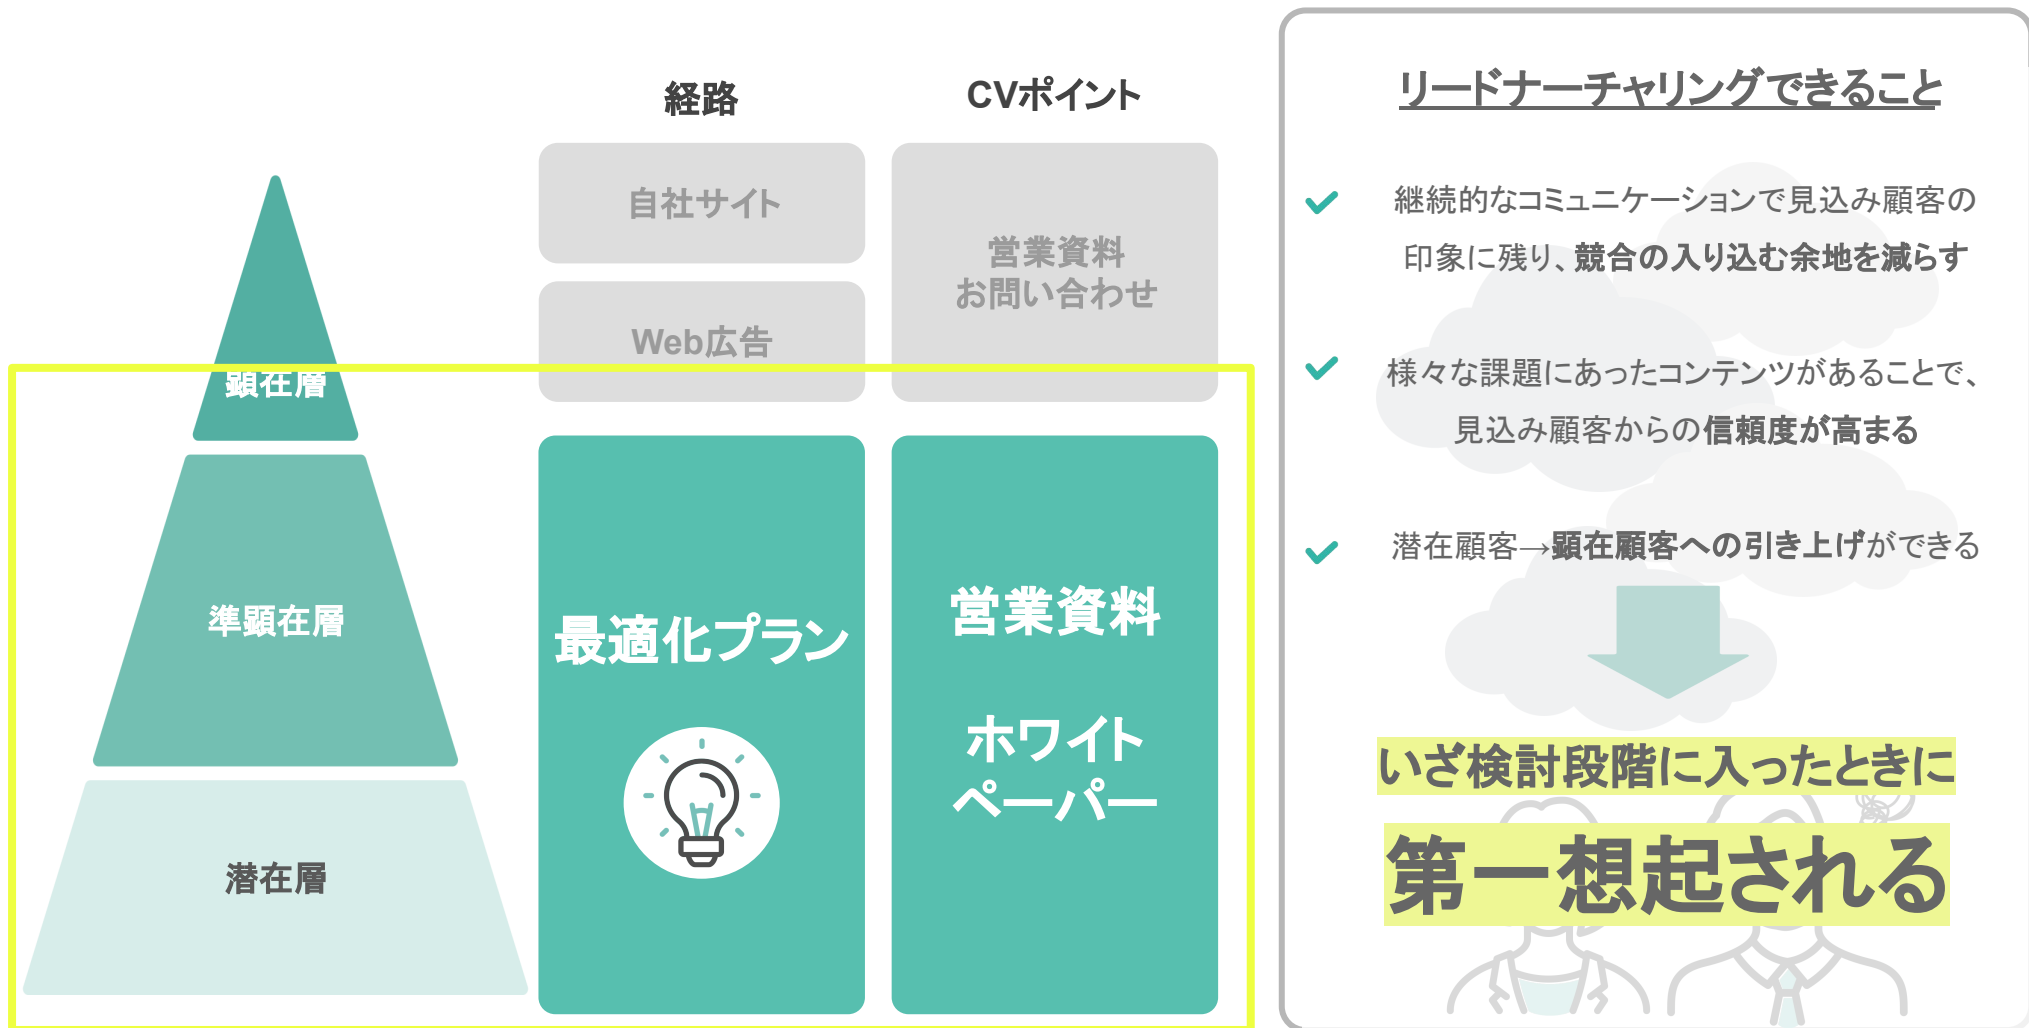 経路
CVポイント
自社サイト
Web広告
営業資料
お問い合わせ
顕在層
準顕在層
潜在層
最適化プラン
営業資料
ホワイト
ペーパー
リードナーチャリングできること
継続的なコミュニケーションで見込み顧客の
印象に残り、競合の入り込む余地を減らす
様々な課題にあったコンテンツがあることで、
見込み顧客からの信頼度が高まる
潜在顧客→顕在顧客への引き上げができる
いざ検討段階に入ったときに
第一想起される